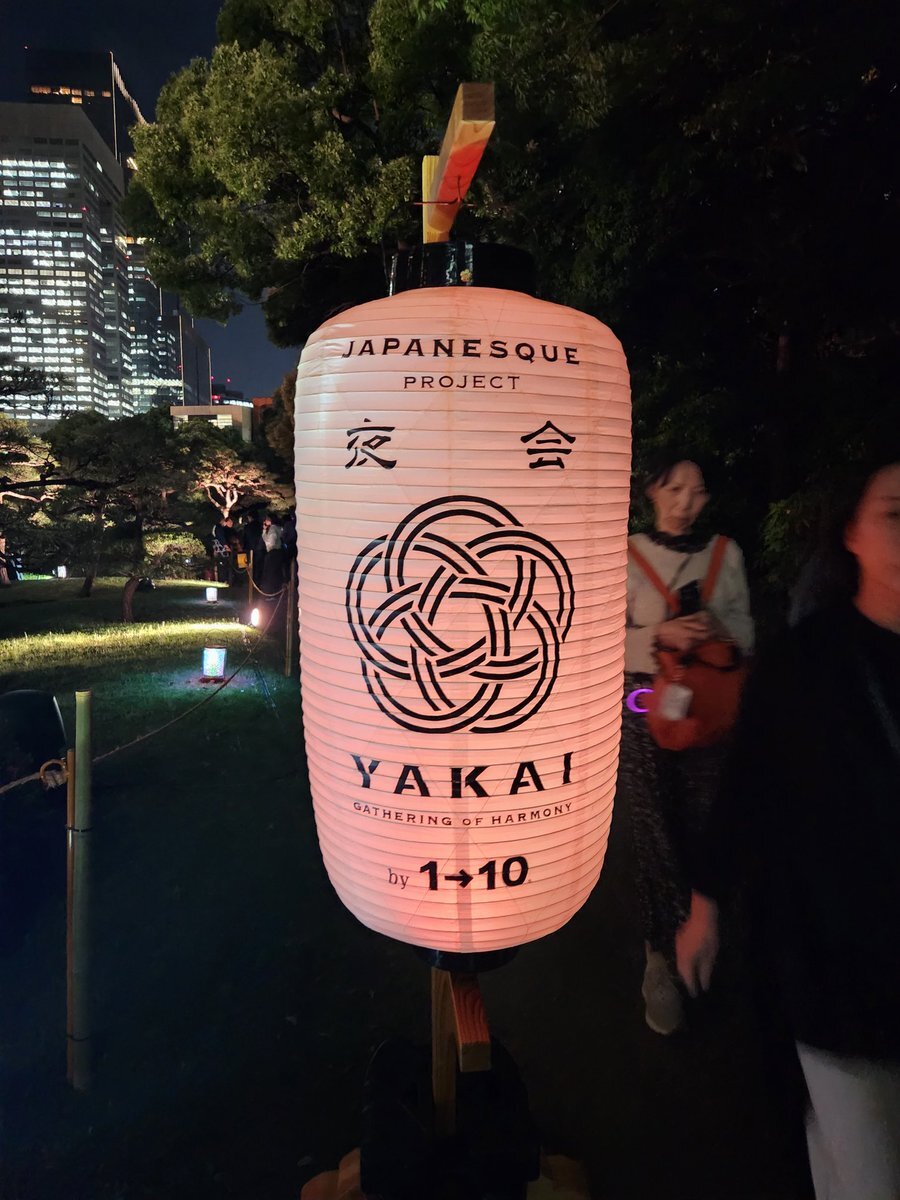 JAPANESQUE
PROJECT
夜 会
YAKAI
GATHERING OF HARMONY
by 1→10